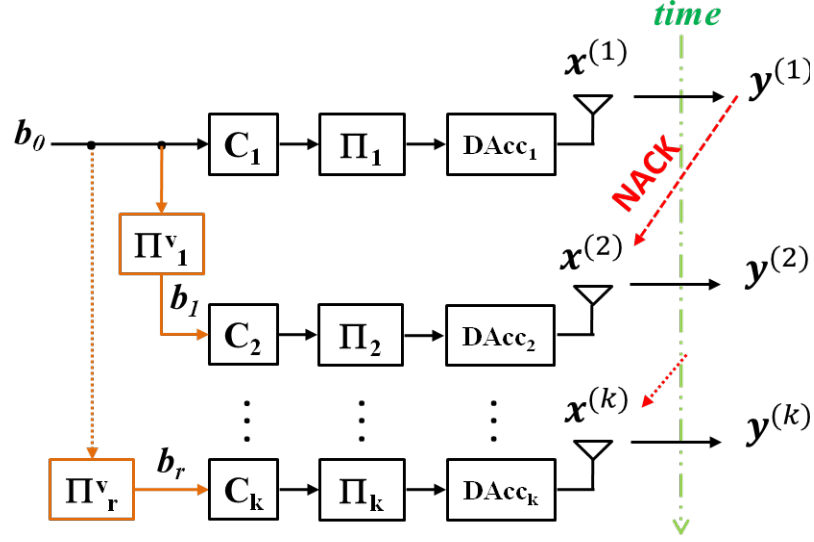 time
x⁽¹⁾ y⁽¹⁾
b₀ C₁ Π₁ DAcc₁
NACK
Πᵛ₁
x⁽²⁾ y⁽²⁾
b₁ C₂ Π₂ DAcc₂
x⁽ᵏ⁾ y⁽ᵏ⁾
Πᵛᵣ bᵣ Cₖ Πₖ DAccₖ